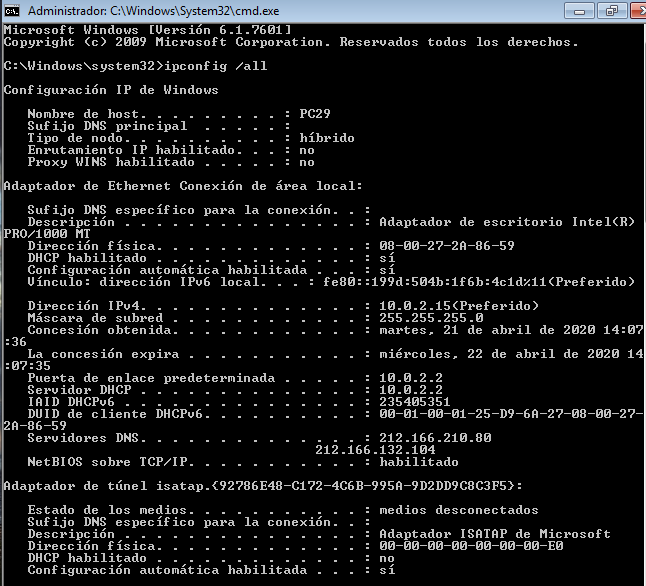 Administrador: C:\Windows\System32\cmd.exe
Microsoft Windows [Versión 6.1.7601]
Copyright (c) 2009 Microsoft Corporation. Reservados todos los derechos.
C:\Windows\system32>ipconfig /all
Configuración IP de Windows
Nombre de host. . . . . . . . . : PC29
Sufijo DNS principal  . . . . . :
Tipo de nodo. . . . . . . . . . : híbrido
Enrutamiento IP habilitado. . . : no
Proxy WINS habilitado . . . . . : no
Adaptador de Ethernet Conexión de área local:
Sufijo DNS específico para la conexión. . :
Descripción . . . . . . . . . . . . . . . : Adaptador de escritorio Intel(R)
PRO/1000 MT
Dirección física. . . . . . . . . . . . . : 08-00-27-2A-86-59
DHCP habilitado . . . . . . . . . . . . . : sí
Configuración automática habilitada . . . : sí
Vínculo: dirección IPv6 local. . . : fe80::199d:504b:1f6b:4c1d%11(Preferido)
Dirección IPv4. . . . . . . . . . . . . . : 10.0.2.15(Preferido)
Máscara de subred . . . . . . . . . . . . : 255.255.255.0
Concesión obtenida. . . . . . . . . . . . : martes, 21 de abril de 2020 14:07
:36
La concesión expira . . . . . . . . . . . : miércoles, 22 de abril de 2020 14
:07:35
Puerta de enlace predeterminada . . . . . : 10.0.2.2
Servidor DHCP . . . . . . . . . . . . . . : 10.0.2.2
IAID DHCPv6 . . . . . . . . . . . . . . . : 235405351
DUID de cliente DHCPv6. . . . . . . . . . : 00-01-00-01-25-D9-6A-27-08-00-27-
2A-86-59
Servidores DNS. . . . . . . . . . . . . . : 212.166.210.80
212.166.132.104
NetBIOS sobre TCP/IP. . . . . . . . . . . : habilitado
Adaptador de túnel isatap.{92786E48-C172-4C6B-995A-9D2DD9C8C3F5}:
Estado de los medios. . . . . . . . . . . : medios desconectados
Sufijo DNS específico para la conexión. . :
Descripción . . . . . . . . . . . . . . . : Adaptador ISATAP de Microsoft
Dirección física. . . . . . . . . . . . . : 00-00-00-00-00-00-00-E0
DHCP habilitado . . . . . . . . . . . . . : no
Configuración automática habilitada . . . : sí